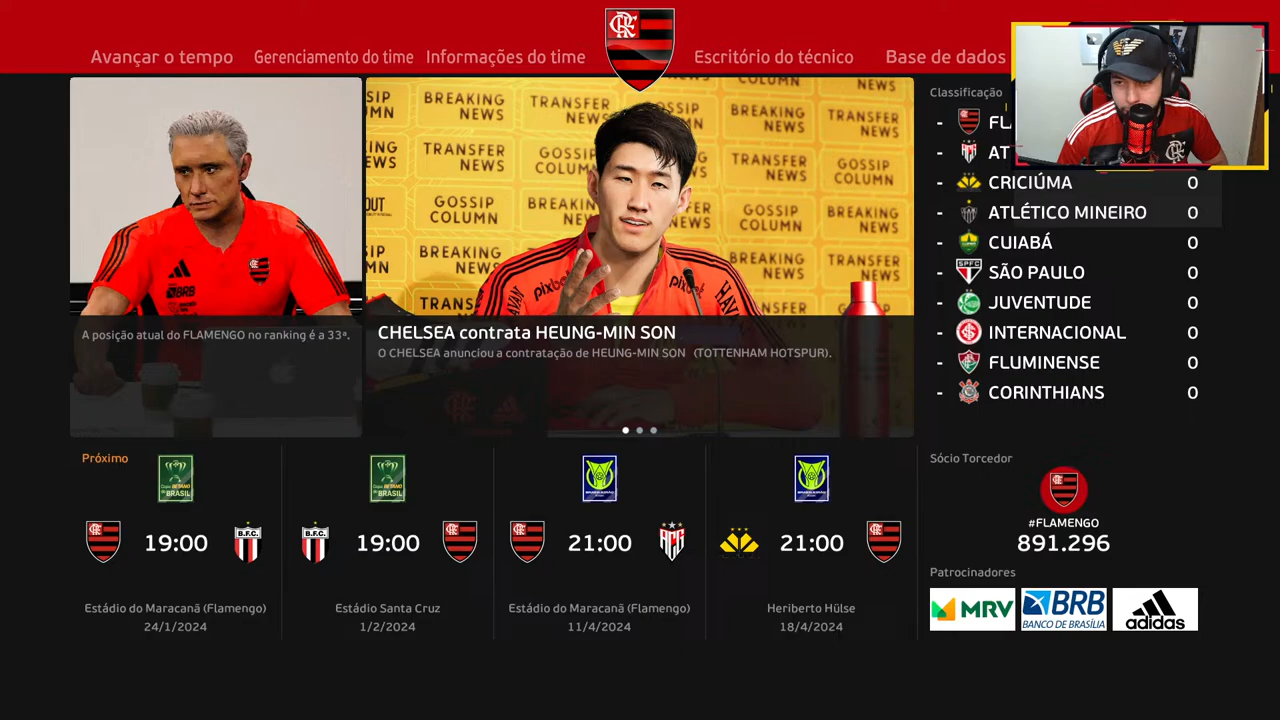 Avançar o tempo
Gerenciamento do time
Informações do time
Escritório do técnico
Base de dados
BREAKING NEWS
TRANSFER NEWS
GOSSIP COLUMN
BRB
pixbet
A posição atual do FLAMENGO no ranking é a 33ª.
CHELSEA contrata HEUNG-MIN SON
O CHELSEA anunciou a contratação de HEUNG-MIN SON (TOTTENHAM HOTSPUR).
Classificação
- FL
- AT
- CRICIÚMA 0
- ATLÉTICO MINEIRO 0
- CUIABÁ 0
- SÃO PAULO 0
- JUVENTUDE 0
- INTERNACIONAL 0
- FLUMINENSE 0
- CORINTHIANS 0
Próximo
19:00
B.F.C.
Estádio do Maracanã (Flamengo)
24/1/2024
B.F.C.
19:00
Estádio Santa Cruz
1/2/2024
21:00
Estádio do Maracanã (Flamengo)
11/4/2024
21:00
Heriberto Hülse
18/4/2024
Sócio Torcedor
#FLAMENGO
891.296
Patrocinadores
MRV
BRB
BANCO DE BRASÍLIA
adidas